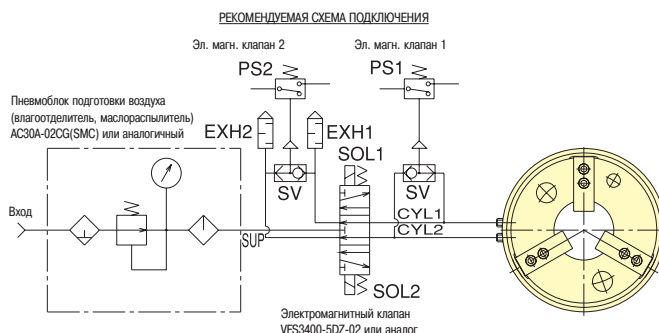 РЕКОМЕНДУЕМАЯ СХЕМА ПОДКЛЮЧЕНИЯ
Эл. магн. клапан 2
Эл. магн. клапан 1
PS2
PS1
Пневмоблок подготовки воздуха
(влагоотделитель, маслораспылитель)
AC30A-02CG(SMC) или аналогичный
EXH2
EXH1
SOL1
SV
SV
Вход
CYL1
CYL2
SUP
SOL2
Электромагнитный клапан
VFS3400-5DZ-02 или аналог